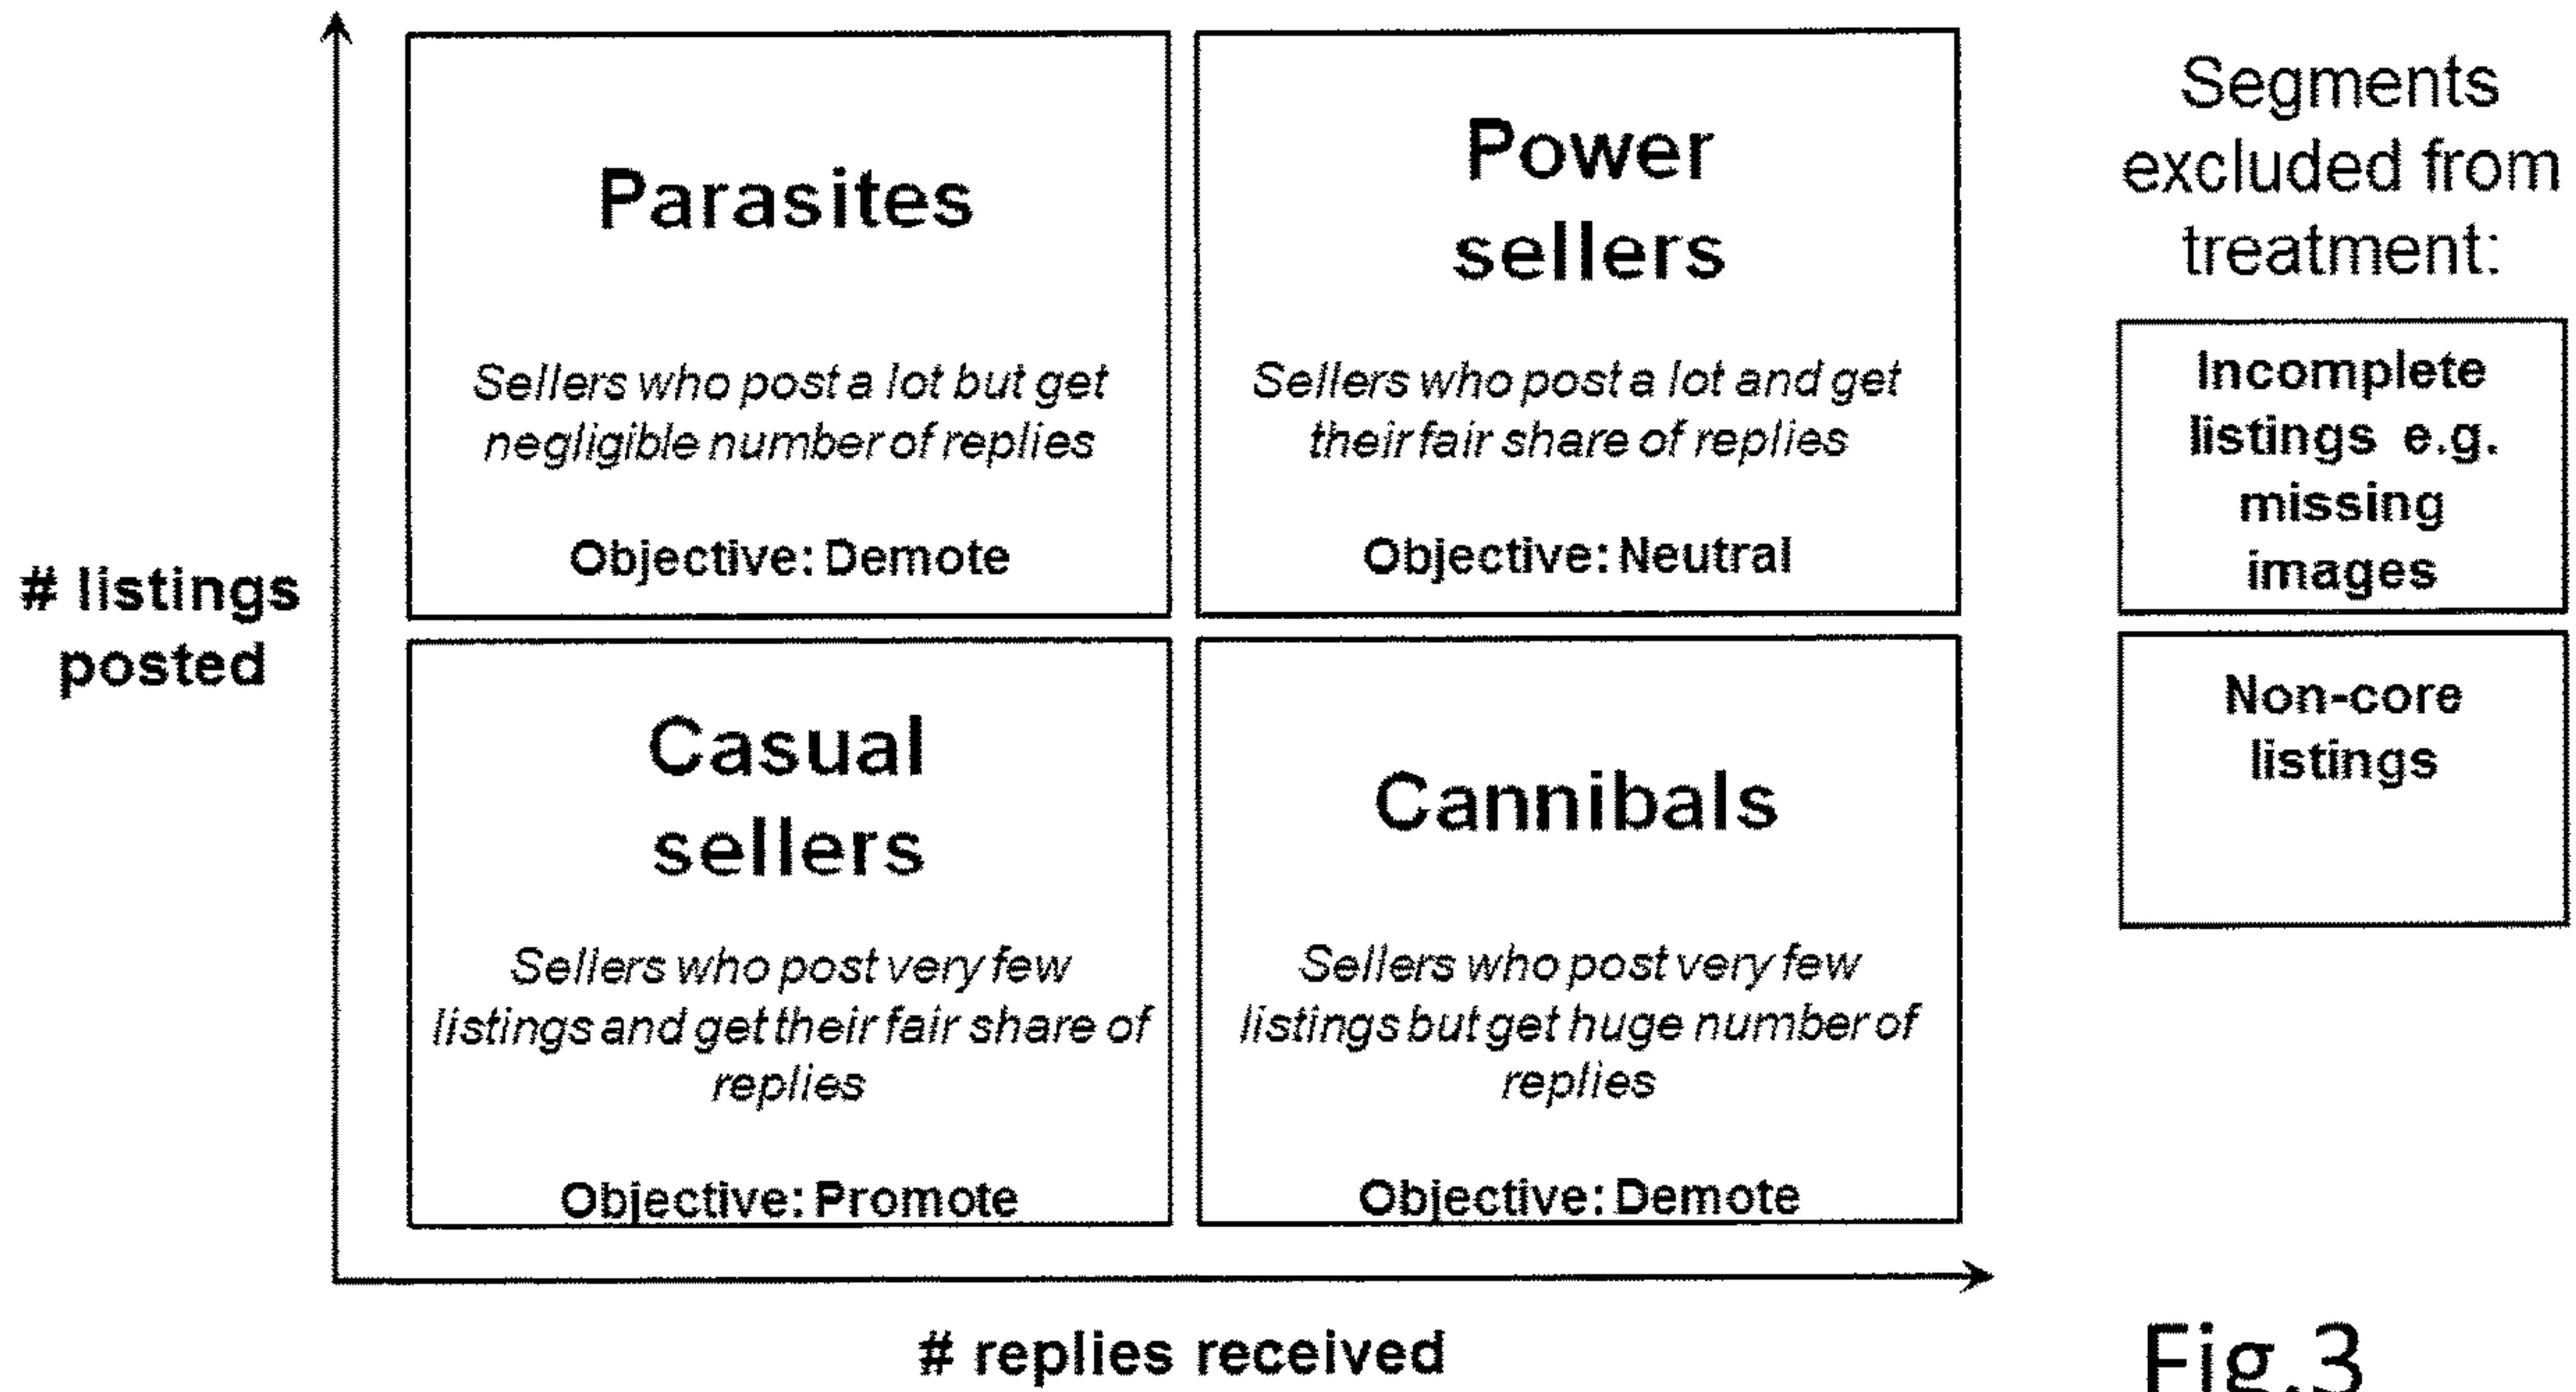 Parasites
Sellers who post a lot but get
negligible number of replies
Objective: Demote
Power
sellers
Sellers who post a lot and get
their fair share of replies
Objective: Neutral
Segments
excluded from
treatment:
Incomplete
listings e.g.
missing
images
# listings
posted
Casual
sellers
Sellers who post very few
listings and get their fair share of
replies
Objective: Promote
Cannibals
Sellers who post very few
listings but get huge number of
replies
Objective: Demote
Non-core
listings
# replies received
Fig.3